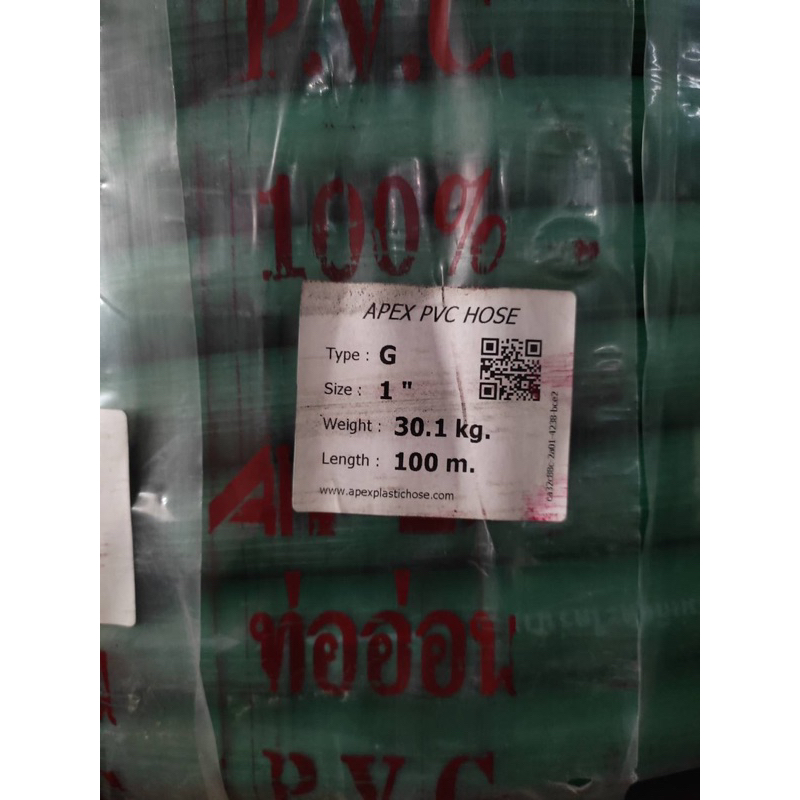 P.V.C.
100%
APEX PVC HOSE
Type : G
Size : 1 "
Weight : 30.1 kg.
Length : 100 m.
www.apexplastichose.com
ท่ออ่อน
P.V.C